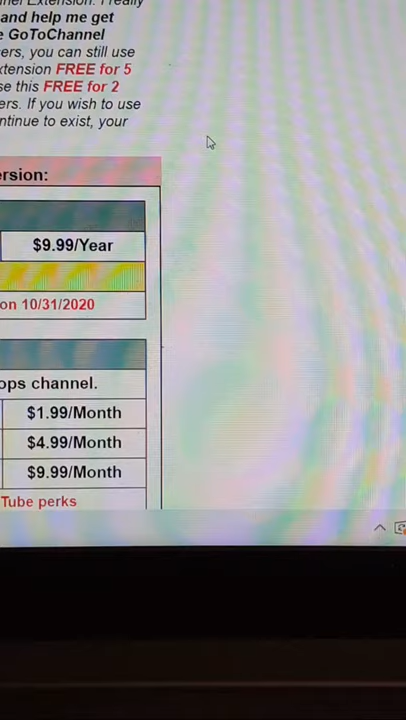 and help me get
GoToChannel
ers, you can still use
xtension FREE for 5
se this FREE for 2
ers. If you wish to use
ntinue to exist, your
ersion:
$9.99/Year
on 10/31/2020
ops channel.
$1.99/Month
$4.99/Month
$9.99/Month
Tube perks